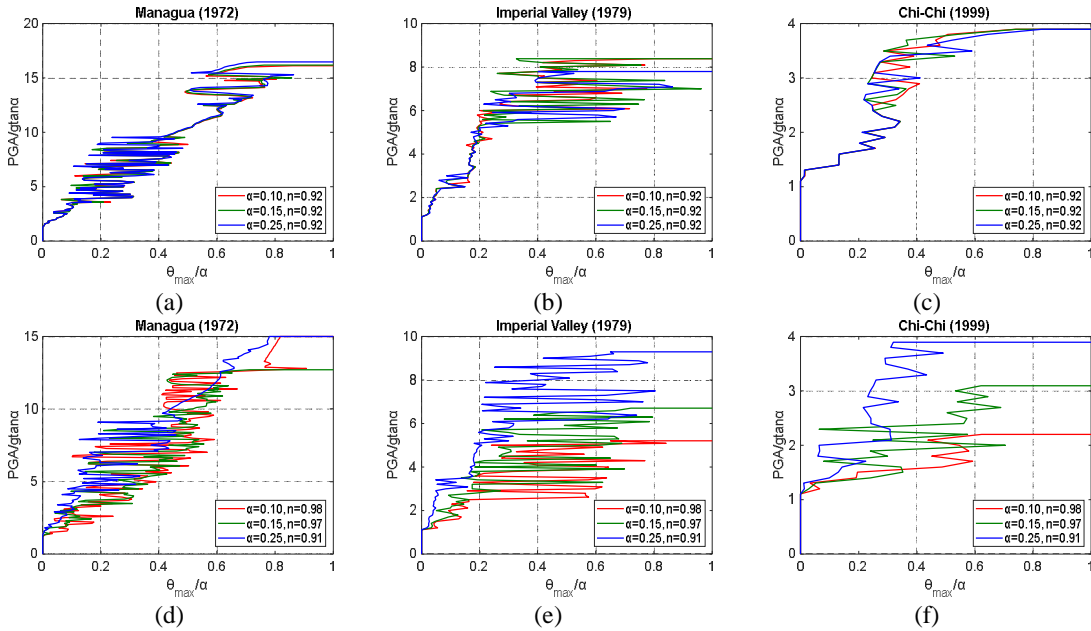 Managua (1972)
20
15
10
5
0
PGA/gtanα
0 0.2 0.4 0.6 0.8 1
θmax/α
α=0.10, n=0.92
α=0.15, n=0.92
α=0.25, n=0.92
(a)
Imperial Valley (1979)
10
8
6
4
2
0
PGA/gtanα
0 0.2 0.4 0.6 0.8 1
θmax/α
α=0.10, n=0.92
α=0.15, n=0.92
α=0.25, n=0.92
(b)
Chi-Chi (1999)
4
3
2
1
0
PGA/gtanα
0 0.2 0.4 0.6 0.8 1
θmax/α
α=0.10, n=0.92
α=0.15, n=0.92
α=0.25, n=0.92
(c)
Managua (1972)
15
10
5
0
PGA/gtanα
0 0.2 0.4 0.6 0.8 1
θmax/α
α=0.10, n=0.98
α=0.15, n=0.97
α=0.25, n=0.91
(d)
Imperial Valley (1979)
10
8
6
4
2
0
PGA/gtanα
0 0.2 0.4 0.6 0.8 1
θmax/α
α=0.10, n=0.98
α=0.15, n=0.97
α=0.25, n=0.91
(e)
Chi-Chi (1999)
4
3
2
1
0
PGA/gtanα
0 0.2 0.4 0.6 0.8 1
θmax/α
α=0.10, n=0.98
α=0.15, n=0.97
α=0.25, n=0.91
(f)